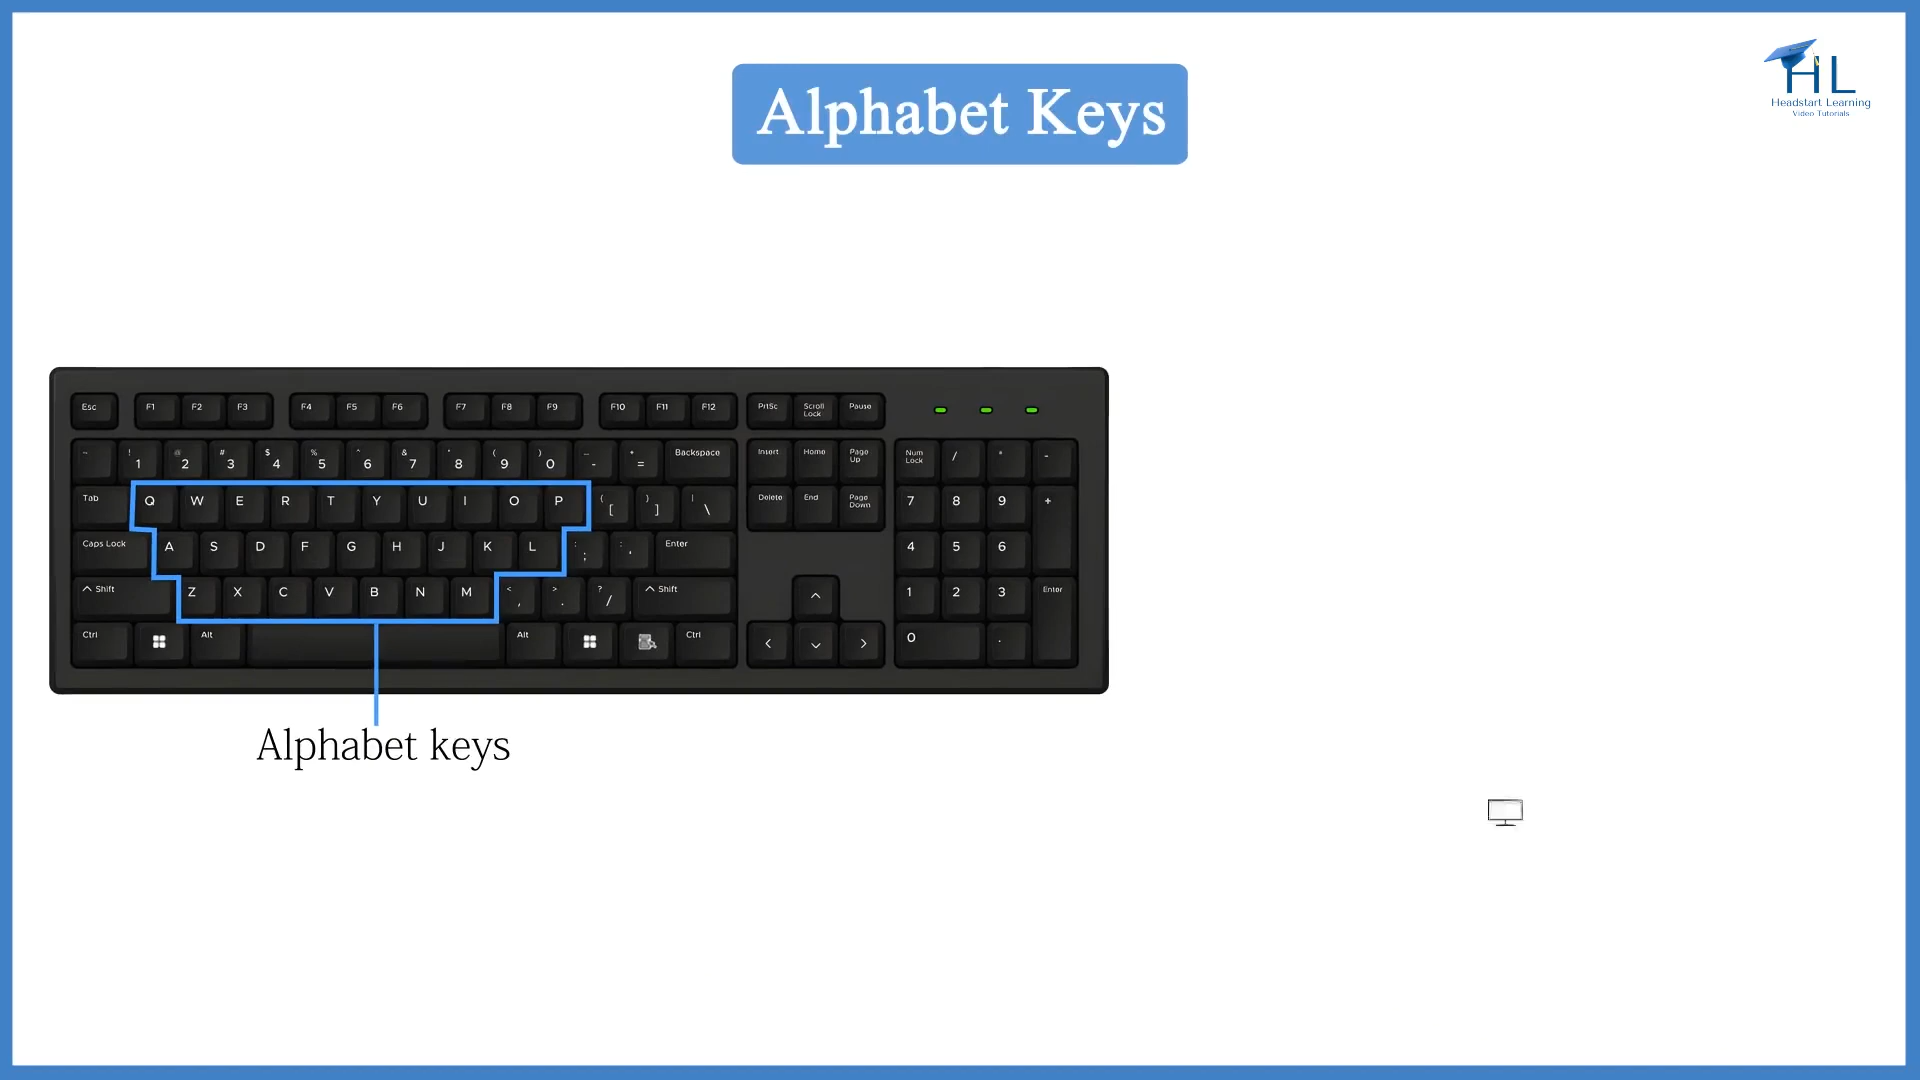 Alphabet Keys
HL
Headstart Learning
Video Tutorials
Esc F1 F2 F3 F4 F5 F6 F7 F8 F9 F10 F11 F12 PrtSc Scroll Lock Pause
~ ! 1 @ 2 # 3 $ 4 % 5 ^ 6 & 7 * 8 ( 9 ) 0 - + = Backspace Insert Home Page Up Num Lock / * -
Tab Q W E R T Y U I O P { [ } ] | \ Delete End Page Down 7 8 9 +
Caps Lock A S D F G H J K L : ; Enter 4 5 6
^ Shift Z X C V B N M < , > . ? / ^ Shift 1 2 3 Enter
Ctrl Alt Alt Ctrl 0 .
Alphabet keys